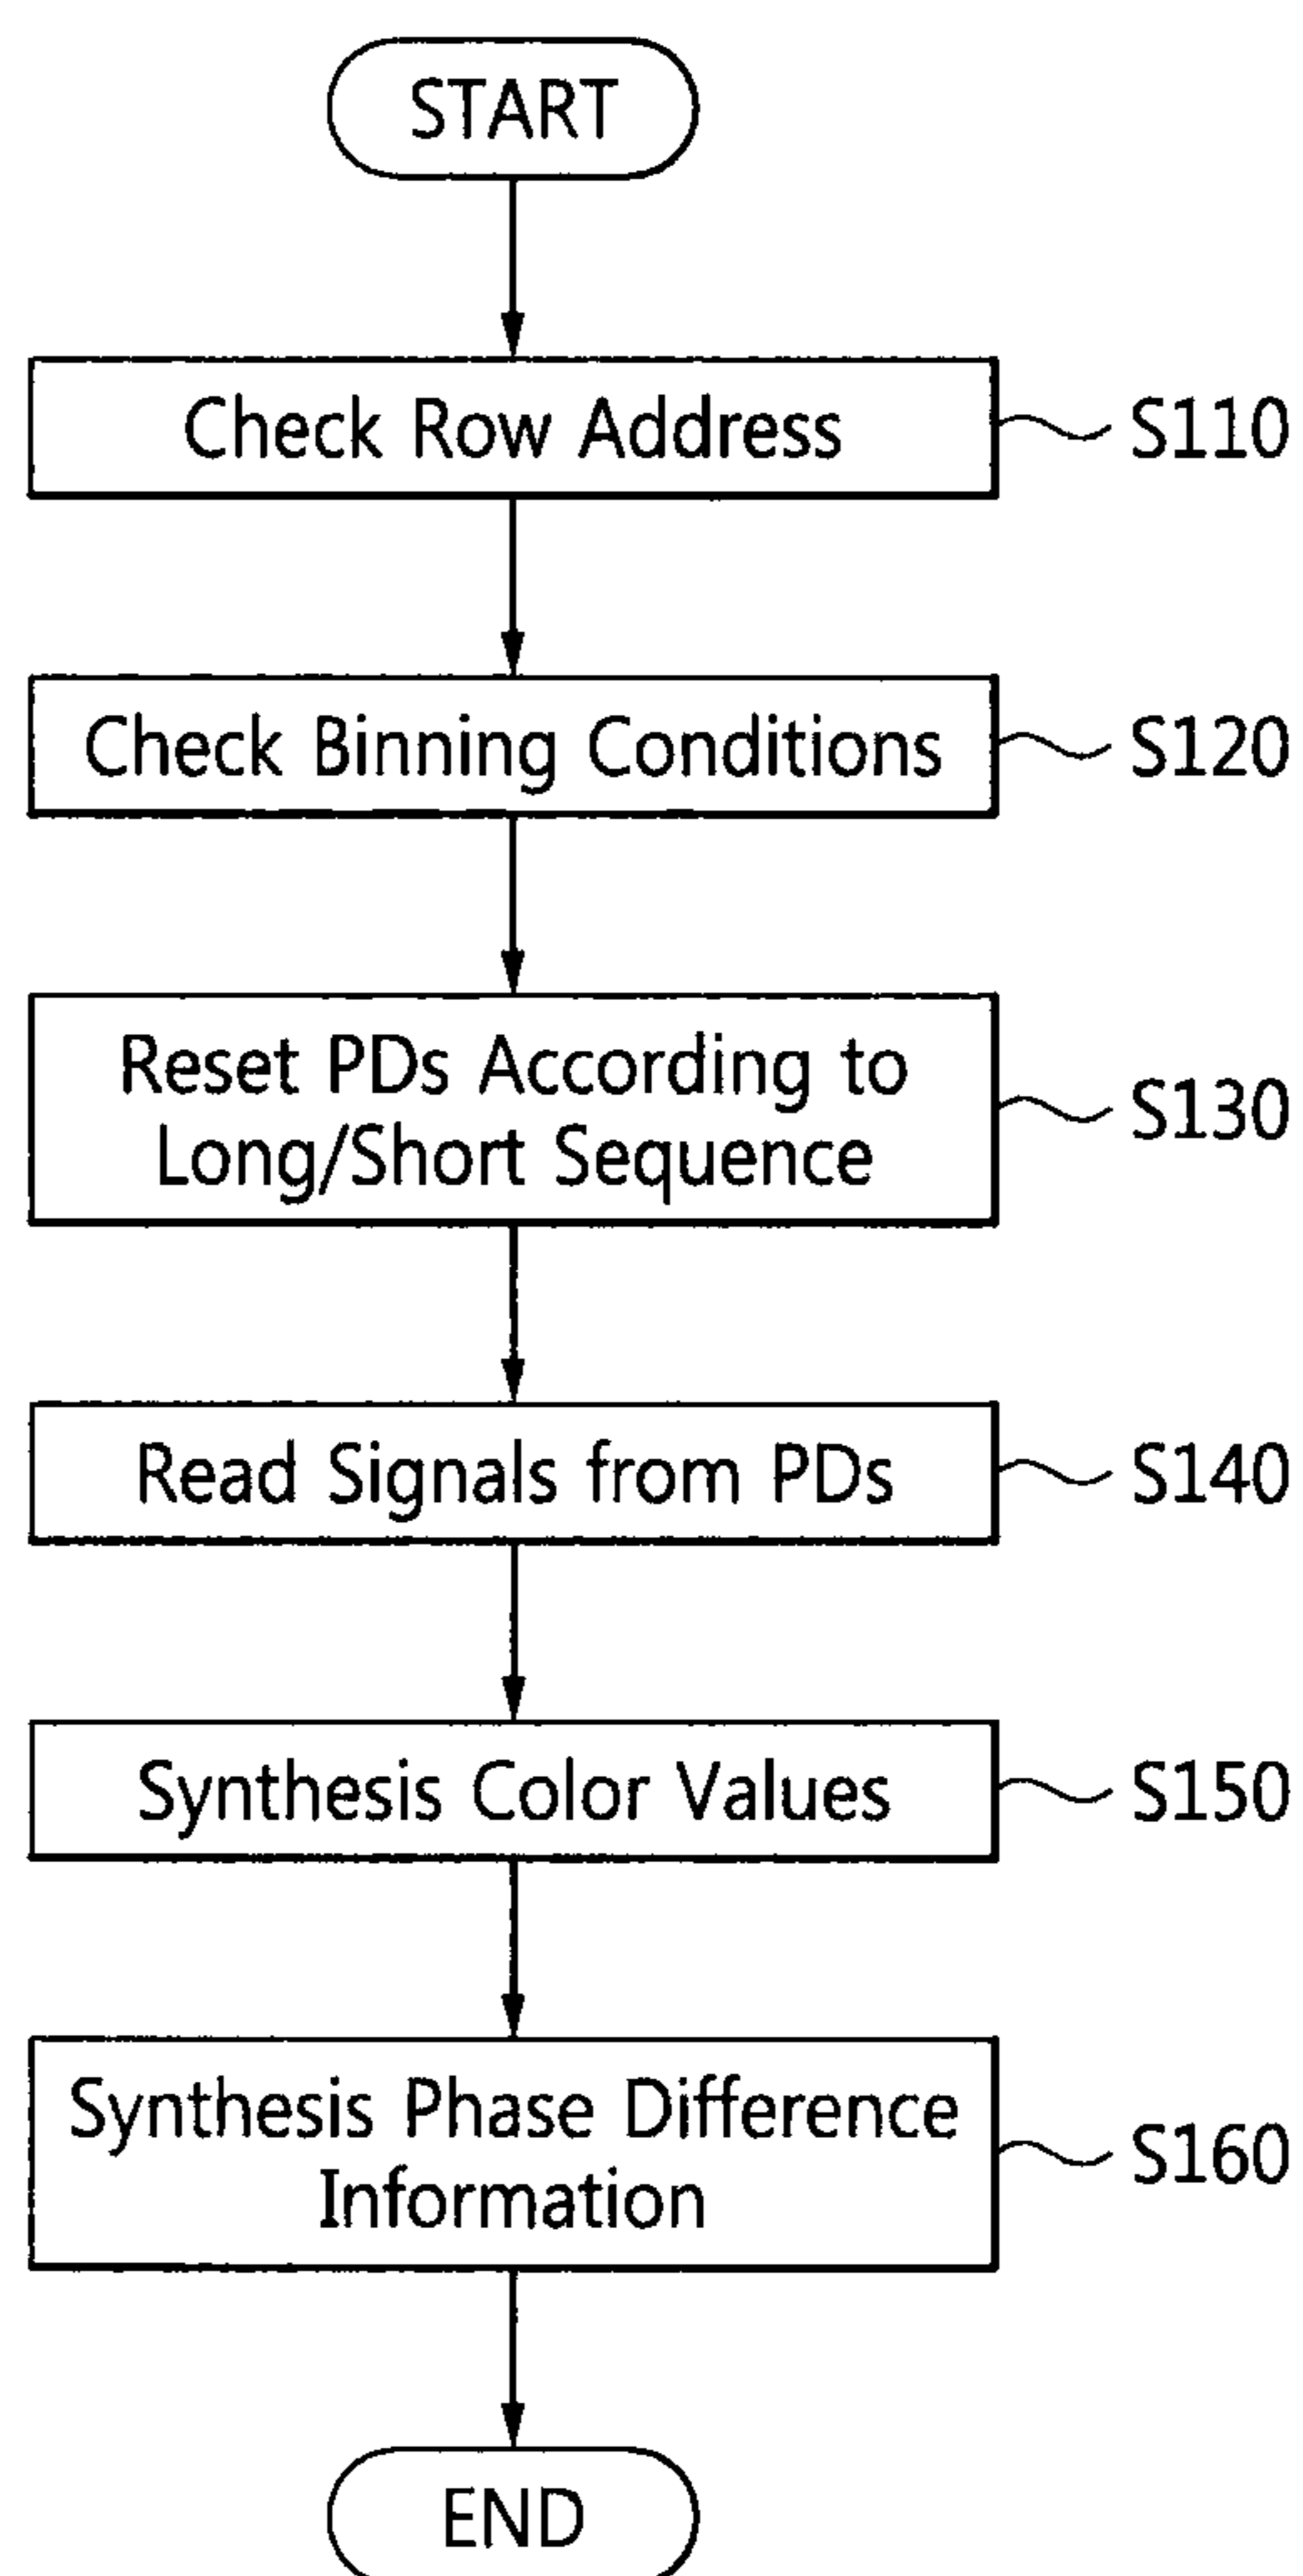 START
Check Row Address
S110
Check Binning Conditions
S120
Reset PDs According to
Long/Short Sequence
S130
Read Signals from PDs
S140
Synthesis Color Values
S150
Synthesis Phase Difference
Information
S160
END